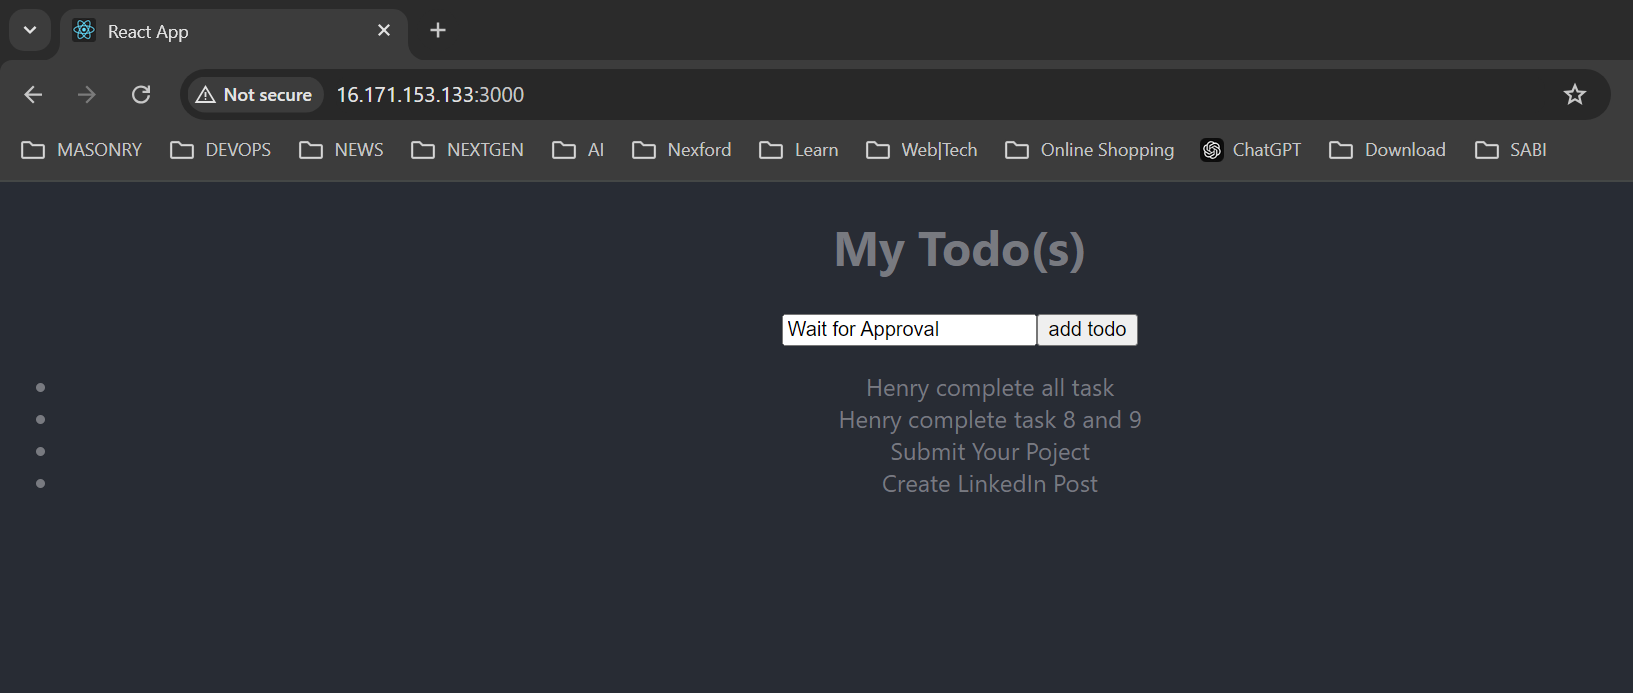 React App
Not secure 16.171.153.133:3000
MASONRY DEVOPS NEWS NEXTGEN AI Nexford Learn Web|Tech Online Shopping ChatGPT Download SABI
My Todo(s)
Wait for Approval add todo
Henry complete all task
Henry complete task 8 and 9
Submit Your Poject
Create LinkedIn Post